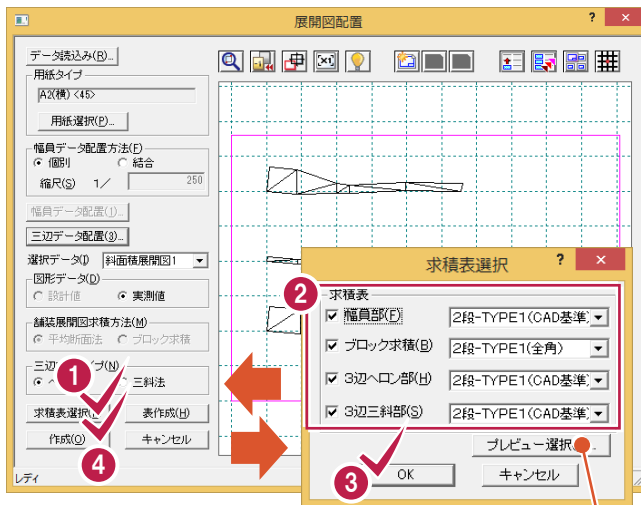 展開図配置
? ×
データ読込み(R)...
用紙タイプ
A2(横) <45>
用紙選択(P)...
幅員データ配置方法(F)
個別 結合
縮尺(S) 1/ 250
幅員データ配置(1)...
三辺データ配置(3)...
選択データ(I) 斜面積展開図1
図形データ(D)
設計値 実測値
舗装展開図求積方法(M)
平均断面法 ブロック求積
三斜法
求積表選択
表作成(H)
作成(O) キャンセル
レディ
1
4
求積表選択
? ×
2
求積表
幅員部(E) 2段-TYPE1(CAD基準)
ブロック求積(B) 2段-TYPE1(全角)
3辺ヘロン部(H) 2段-TYPE1(CAD基準)
3辺三斜部(S) 2段-TYPE1(CAD基準)
プレビュー選択
3
OK キャンセル